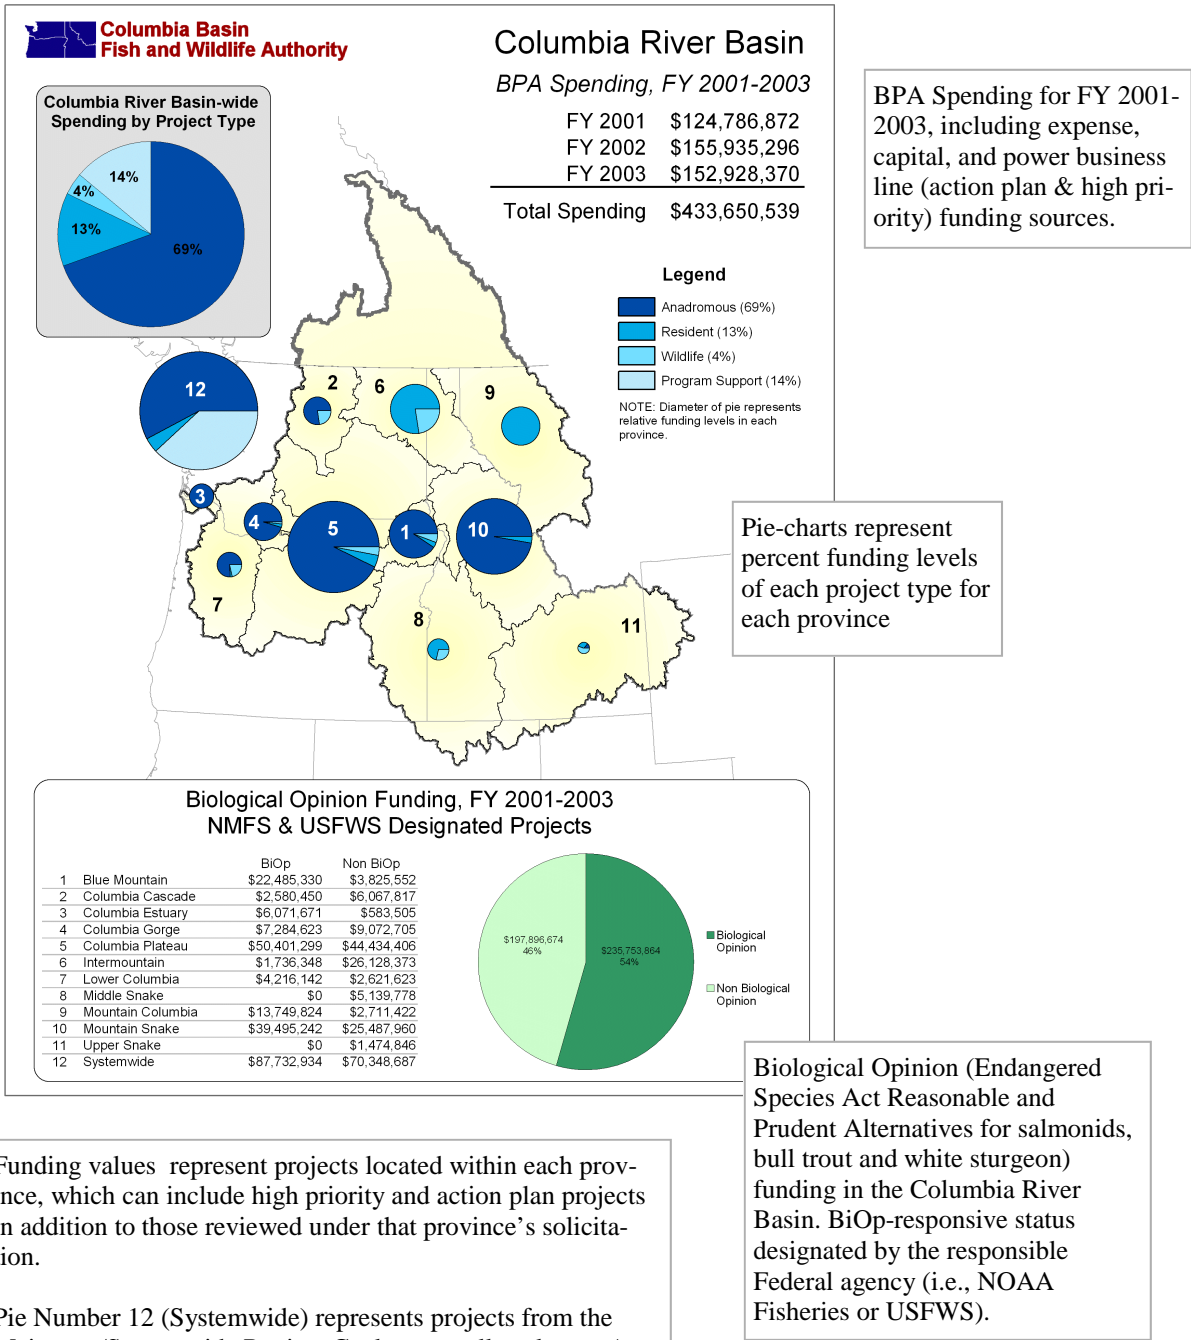 Columbia Basin
Fish and Wildlife Authority
Columbia River Basin
BPA Spending, FY 2001-2003
FY 2001 $124,786,872
FY 2002 $155,935,296
FY 2003 $152,928,370
Total Spending $433,650,539
Columbia River Basin-wide
Spending by Project Type
14%
4%
13%
69%
BPA Spending for FY 2001-
2003, including expense,
capital, and power business
line (action plan & high pri-
ority) funding sources.
Legend
Anadromous (69%)
Resident (13%)
Wildlife (4%)
Program Support (14%)
NOTE: Diameter of pie represents
relative funding levels in each
province.
12
2
6
9
3
4
5
1
10
7
8
11
Pie-charts represent
percent funding levels
of each project type for
each province
Biological Opinion Funding, FY 2001-2003
NMFS & USFWS Designated Projects
BiOp Non BiOp
1 Blue Mountain $22,485,330 $3,825,552
2 Columbia Cascade $2,580,450 $6,067,817
3 Columbia Estuary $6,071,671 $583,505
4 Columbia Gorge $7,284,623 $9,072,705
5 Columbia Plateau $50,401,299 $44,434,406
6 Intermountain $1,736,348 $26,128,373
7 Lower Columbia $4,216,142 $2,621,623
8 Middle Snake $0 $5,139,778
9 Mountain Columbia $13,749,824 $2,711,422
10 Mountain Snake $39,495,242 $25,487,960
11 Upper Snake $0 $1,474,846
12 Systemwide $87,732,934 $70,348,687
$197,896,674
46%
$235,753,864
54%
Biological
Opinion
Non Biological
Opinion
Biological Opinion (Endangered
Species Act Reasonable and
Prudent Alternatives for salmonids,
bull trout and white sturgeon)
funding in the Columbia River
Basin. BiOp-responsive status
designated by the responsible
Federal agency (i.e., NOAA
Fisheries or USFWS).
Funding values represent projects located within each prov-
nce, which can include high priority and action plan projects
n addition to those reviewed under that province's solicita-
ion.
Pie Number 12 (Systemwide) represents projects from the